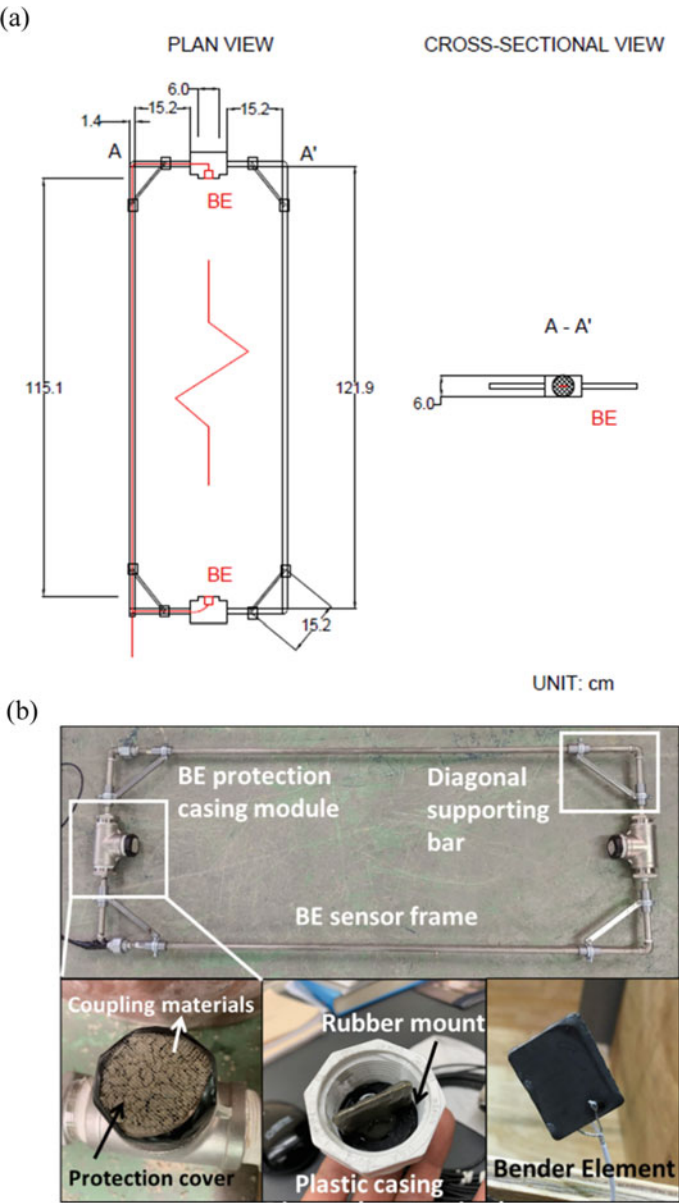 (a)
PLAN VIEW
CROSS-SECTIONAL VIEW
6.0
15.2
15.2
1.4
A
A'
BE
115.1
121.9
A - A'
6.0
BE
BE
15.2
UNIT: cm
(b)
BE protection
casing module
Diagonal
supporting
bar
BE sensor frame
Coupling materials
Protection cover
Rubber mount
Plastic casing
Bender Element